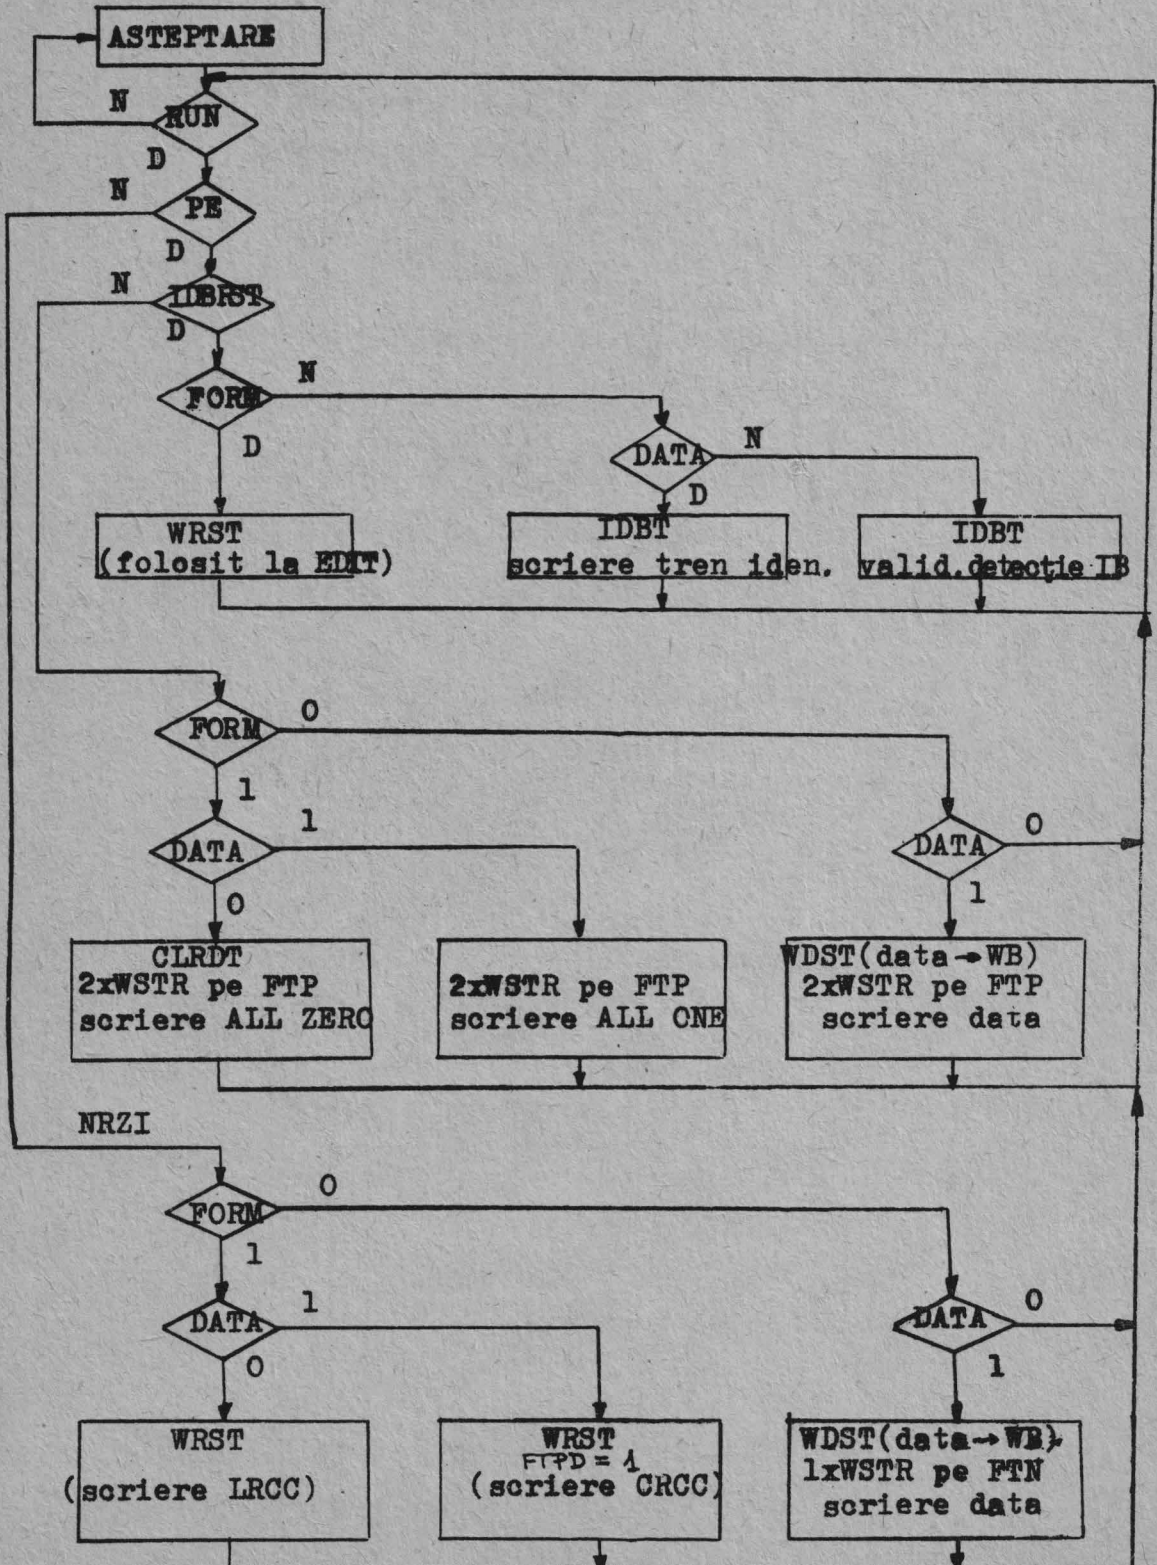 ASTEPTARE
N
RUN
D
N
PE
D
N
IDBRST
D
FORM
N
D
DATA
N
D
WRST
(folosit la EDIT)
IDBT
scriere tren iden.
IDBT
valid.detecţie IB
FORM
0
1
DATA
1
0
DATA
0
1
CLRDT
2xWSTR pe FTP
scriere ALL ZERO
2xWSTR pe FTP
scriere ALL ONE
WDST(data→WB)
2xWSTR pe FTP
scriere data
NRZI
FORM
0
1
DATA
1
0
DATA
0
1
WRST
(scriere LRCC)
WRST
FTPD = 1
(scriere CRCC)
WDST(data→WB)
1xWSTR pe FTN
scriere data